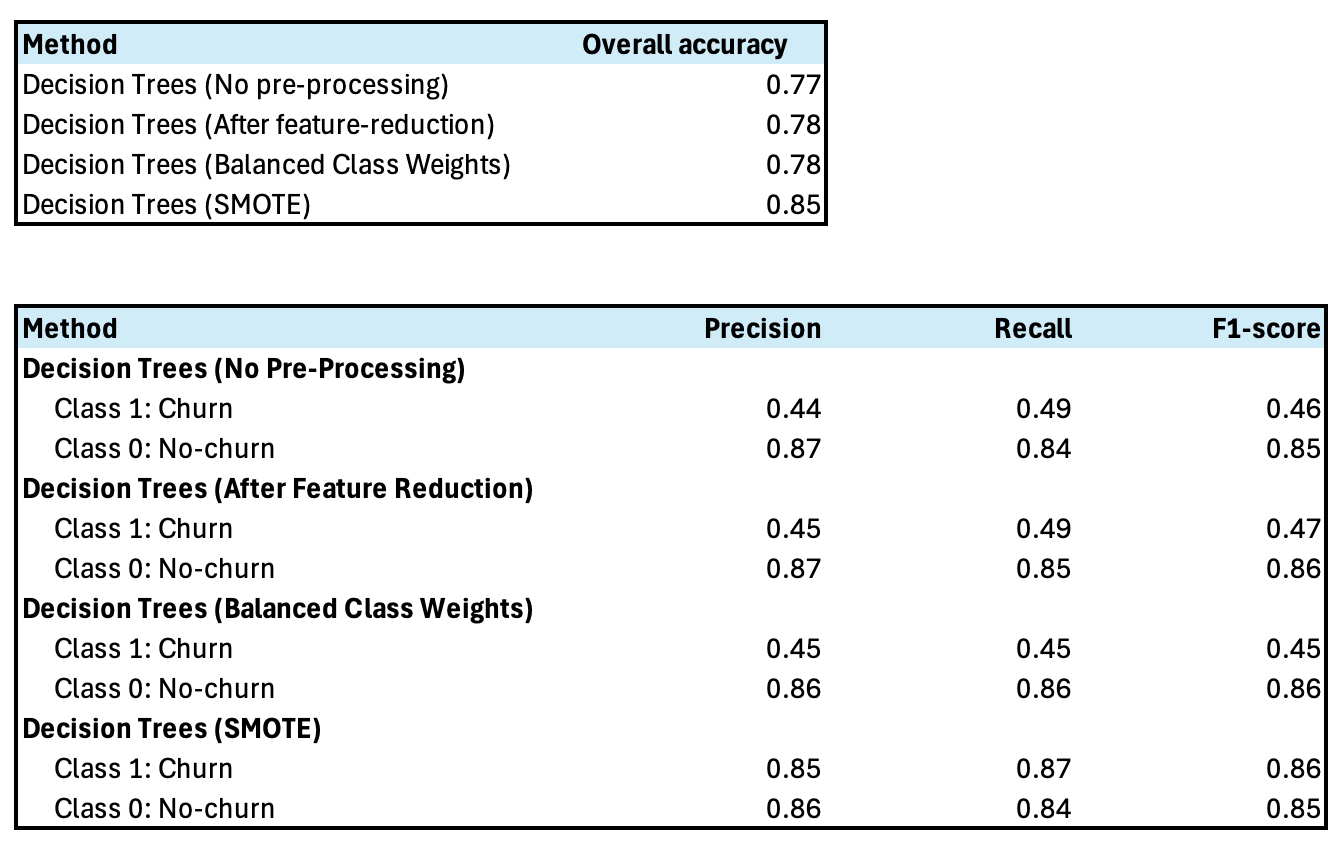 Method Overall accuracy
Decision Trees (No pre-processing) 0.77
Decision Trees (After feature-reduction) 0.78
Decision Trees (Balanced Class Weights) 0.78
Decision Trees (SMOTE) 0.85
Method Precision Recall F1-score
Decision Trees (No Pre-Processing)
Class 1: Churn 0.44 0.49 0.46
Class 0: No-churn 0.87 0.84 0.85
Decision Trees (After Feature Reduction)
Class 1: Churn 0.45 0.49 0.47
Class 0: No-churn 0.87 0.85 0.86
Decision Trees (Balanced Class Weights)
Class 1: Churn 0.45 0.45 0.45
Class 0: No-churn 0.86 0.86 0.86
Decision Trees (SMOTE)
Class 1: Churn 0.85 0.87 0.86
Class 0: No-churn 0.86 0.84 0.85